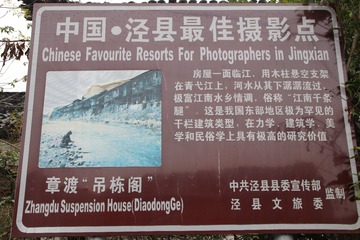 中国·泾县最佳摄影点
Chinese Favourite Resorts For Photographers in Jingxian
房屋一面临江，用木柱悬空支架
在青弋江上，河水从其下潺潺流过，
极富江南水乡情调，俗称“江南千条
腿”。这是我国东部地区极为罕见的
干栏建筑类型，在力学、建筑学、美
学和民俗学上具有极高的研究价值。
章渡“吊栋阁”
Zhangdu Suspension House(DiaodongGe)
中共泾县县委宣传部
泾县文旅委
监制